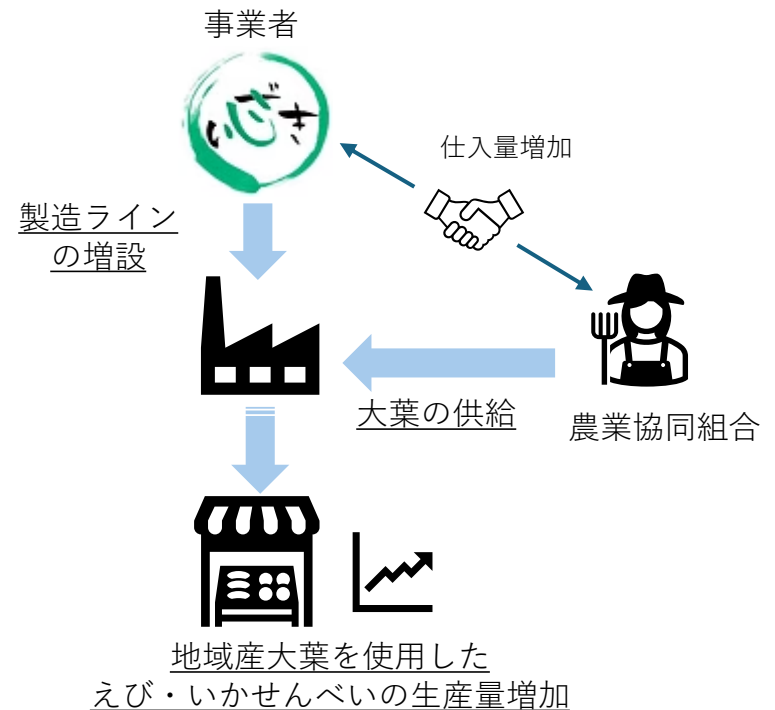 事業者
いざき
仕入量増加
製造ライン
の増設
大葉の供給
農業協同組合
地域産大葉を使用した
えび・いかせんべいの生産量増加